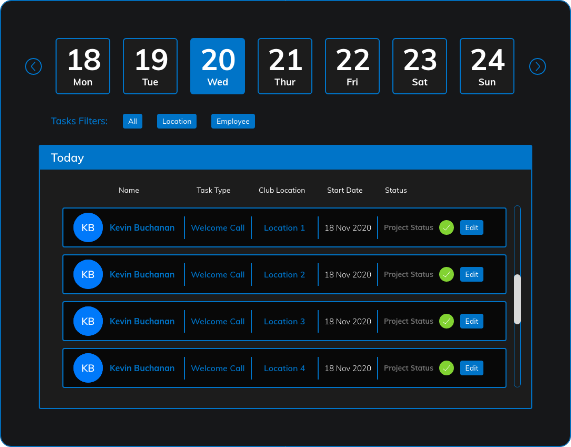 18 19 20 21 22 23 24
Mon Tue Wed Thur Fri Sat Sun
Tasks Filters: All Location Employee
Today
Name Task Type Club Location Start Date Status
KB Kevin Buchanan Welcome Call Location 1 18 Nov 2020 Project Status Edit
KB Kevin Buchanan Welcome Call Location 2 18 Nov 2020 Project Status Edit
KB Kevin Buchanan Welcome Call Location 3 18 Nov 2020 Project Status Edit
KB Kevin Buchanan Welcome Call Location 4 18 Nov 2020 Project Status Edit